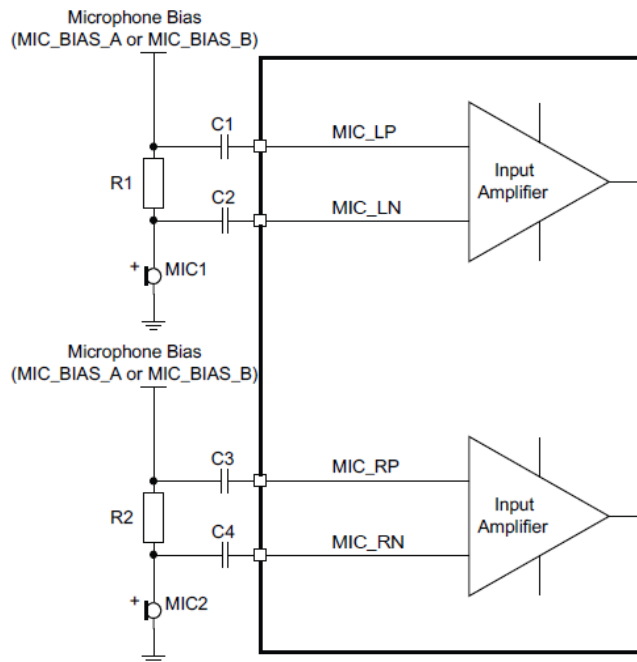 Microphone Bias
(MIC_BIAS_A or MIC_BIAS_B)
C1
MIC_LP
R1
Input
Amplifier
C2
MIC_LN
+
MIC1
Microphone Bias
(MIC_BIAS_A or MIC_BIAS_B)
C3
MIC_RP
R2
Input
Amplifier
C4
MIC_RN
+
MIC2